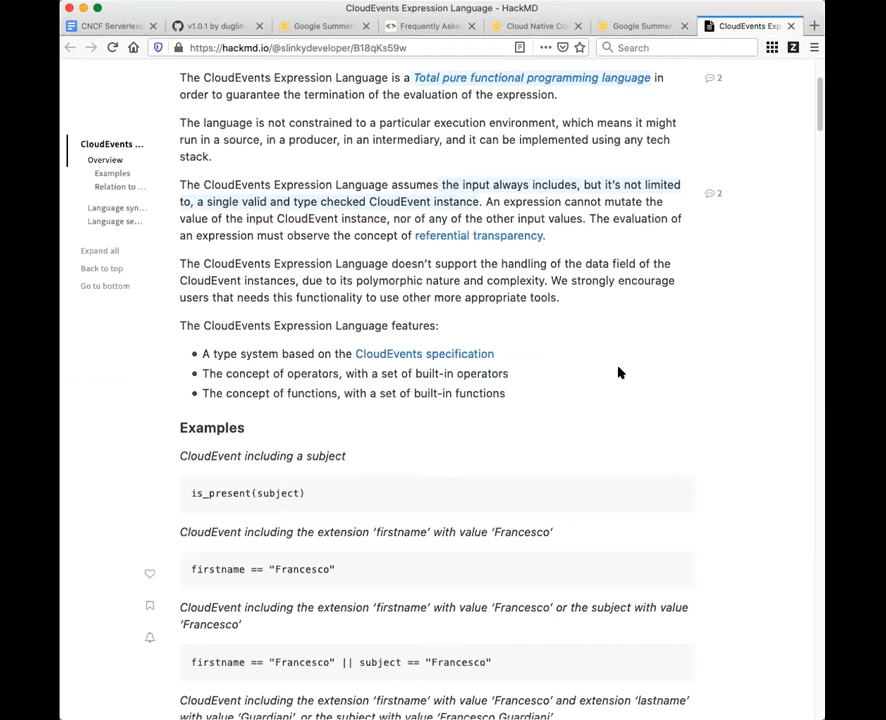 CloudEvents Expression Language - HackMD
CNCF Serverless
v1.0.1 by duglin
Google Summer
Frequently Aske
Cloud Native Co
Google Summer
CloudEvents Exp
https://hackmd.io/@slinkydeveloper/B18qKs59w
Search
The CloudEvents Expression Language is a Total pure functional programming language in
order to guarantee the termination of the evaluation of the expression.
2
The language is not constrained to a particular execution environment, which means it might
run in a source, in a producer, in an intermediary, and it can be implemented using any tech
stack.
CloudEvents ...
Overview
Examples
Relation to ...
Language syn...
Language se...
Expand all
Back to top
Go to bottom
The CloudEvents Expression Language assumes the input always includes, but it's not limited
to, a single valid and type checked CloudEvent instance. An expression cannot mutate the
value of the input CloudEvent instance, nor of any of the other input values. The evaluation of
an expression must observe the concept of referential transparency.
2
The CloudEvents Expression Language doesn't support the handling of the data field of the
CloudEvent instances, due to its polymorphic nature and complexity. We strongly encourage
users that needs this functionality to use other more appropriate tools.
The CloudEvents Expression Language features:
• A type system based on the CloudEvents specification
• The concept of operators, with a set of built-in operators
• The concept of functions, with a set of built-in functions
Examples
CloudEvent including a subject
is_present(subject)
CloudEvent including the extension 'firstname' with value 'Francesco'
firstname == "Francesco"
CloudEvent including the extension 'firstname' with value 'Francesco' or the subject with value
'Francesco'
firstname == "Francesco" || subject == "Francesco"
CloudEvent including the extension 'firstname' with value 'Francesco' and extension 'lastname'
with value 'Guardiani', or the subject with value 'Francesco Guardiani'